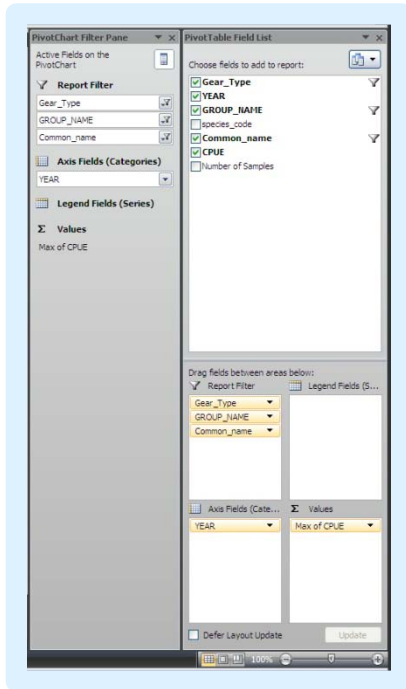 PivotChart Filter Pane
Active Fields on the
PivotChart
Report Filter
Gear_Type
GROUP_NAME
Common_name
Axis Fields (Categories)
YEAR
Legend Fields (Series)
Σ Values
Max of CPUE
PivotTable Field List
Choose fields to add to report:
Gear_Type
YEAR
GROUP_NAME
species_code
Common_name
CPUE
Number of Samples
Drag fields between areas below:
Report Filter
Legend Fields (S...
Gear_Type
GROUP_NAME
Common_name
Axis Fields (Cate...
Σ Values
YEAR
Max of CPUE
Defer Layout Update
Update
100%